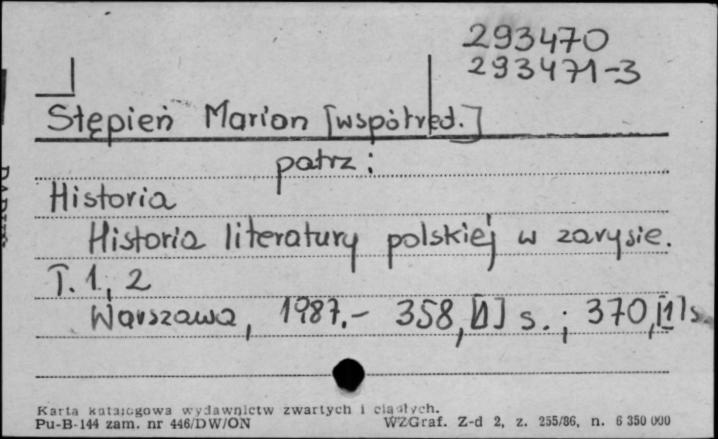 293470
293471-3
Stępień Marian [współred.]
patrz:
Historia
Historia literatury polskiej w zarysie.
T. 1, 2
Warszawa, 1987.- 358,[1] s.; 370,[1] s.
Karta katalogowa wydawnictw zwartych i ciągłych.
Pu-B-144 zam. nr 446/DW/ON WZGraf. Z-d 2, z. 255/86, n. 6 350 000